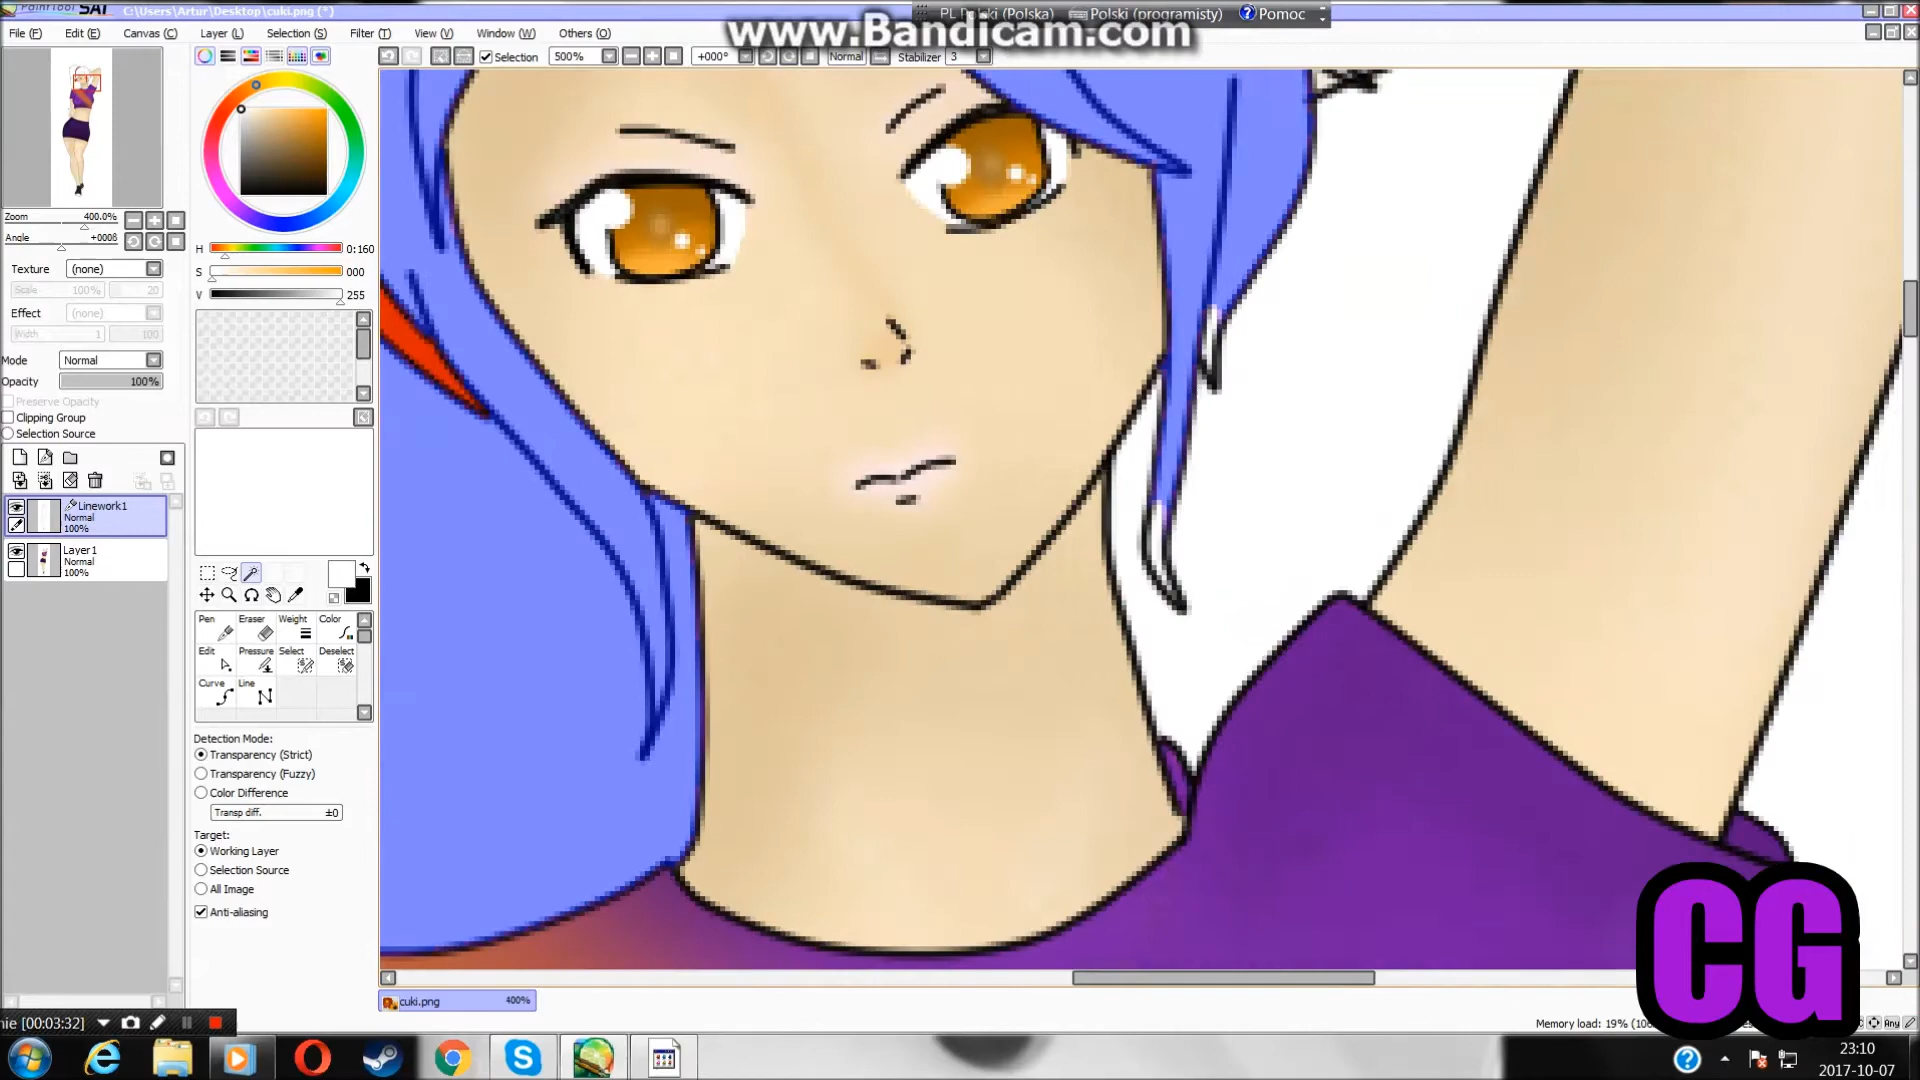 PaintTool SAI C:\Users\Artur\Desktop\cuki.png (*)
PL Polski (Polska) Polski (programisty) Pomoc
www.Bandicam.com
File (F) Edit (E) Canvas (C) Layer (L) Selection (S) Filter (T) View (V) Window (W) Others (O)
Selection 500% +000° Normal Stabilizer 3
Zoom 400.0%
Angle
H 0:160
S 000
V 255
Texture (none)
Scale 100% 20
Effect (none)
Width 1 100
Mode Normal
Opacity 100%
Preserve Opacity
Clipping Group
Selection Source
Linework1
Normal
100%
Layer1
Normal
100%
Pen Eraser Weight Color
Edit Pressure Select Deselect
Curve Line
Detection Mode:
Transparency (Strict)
Transparency (Fuzzy)
Color Difference
Transp diff. ±0
Target:
Working Layer
Selection Source
All Image
Anti-aliasing
cuki.png 400%
CG
nie [00:03:32]
Memory load: 19%
Any
23:10
2017-10-07